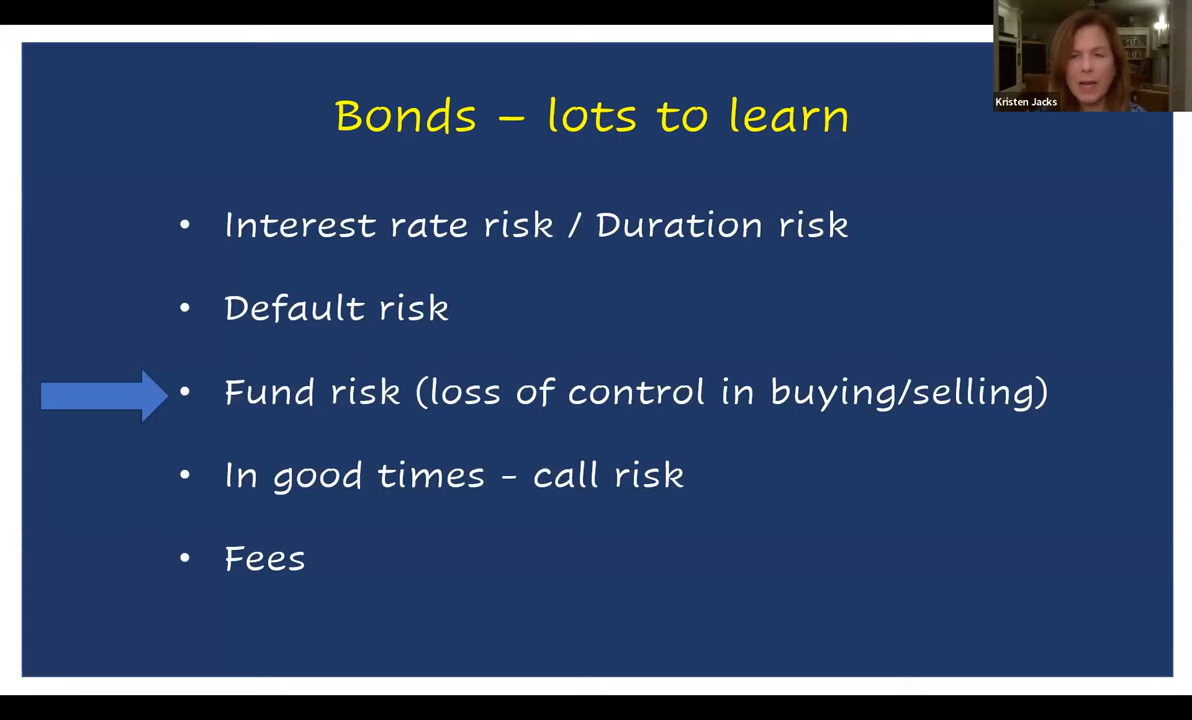 Kristen Jacks
Bonds – lots to learn
• Interest rate risk / Duration risk
• Default risk
• Fund risk (loss of control in buying/selling)
• In good times - call risk
• Fees